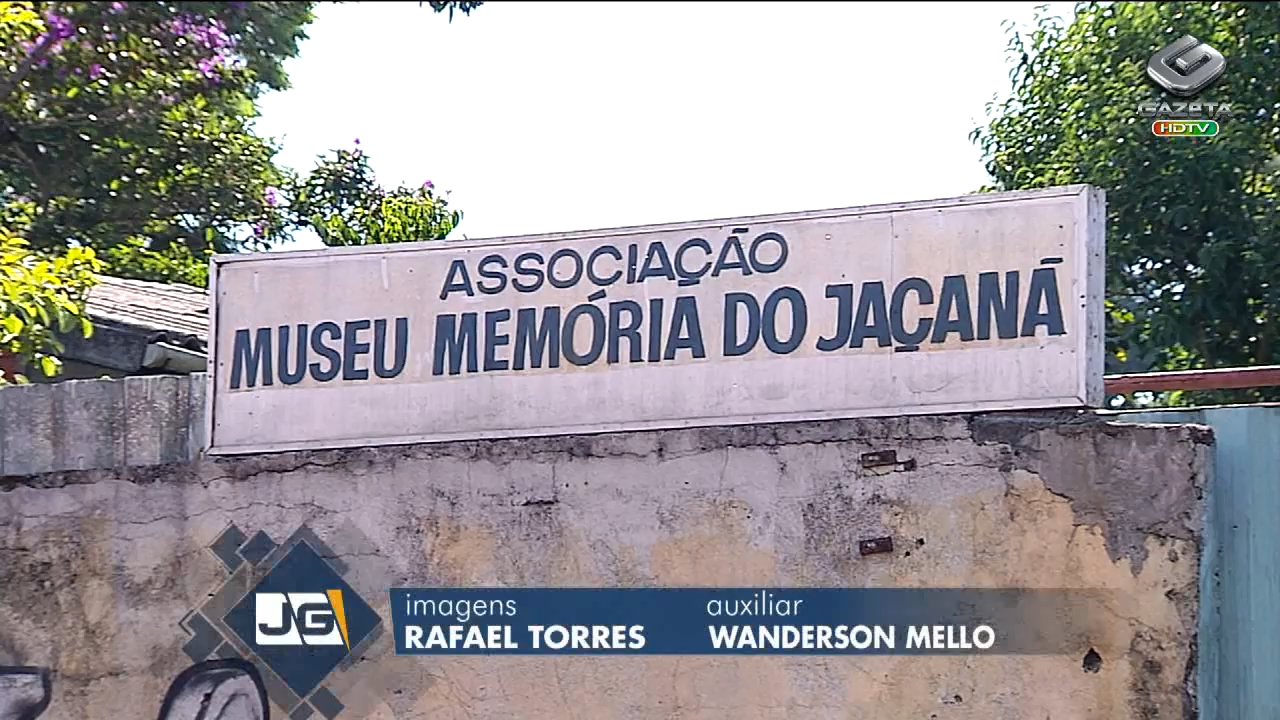 GAZETA
HDTV
ASSOCIAÇÃO
MUSEU MEMÓRIA DO JAÇANÃ
JG
imagens auxiliar
RAFAEL TORRES WANDERSON MELLO